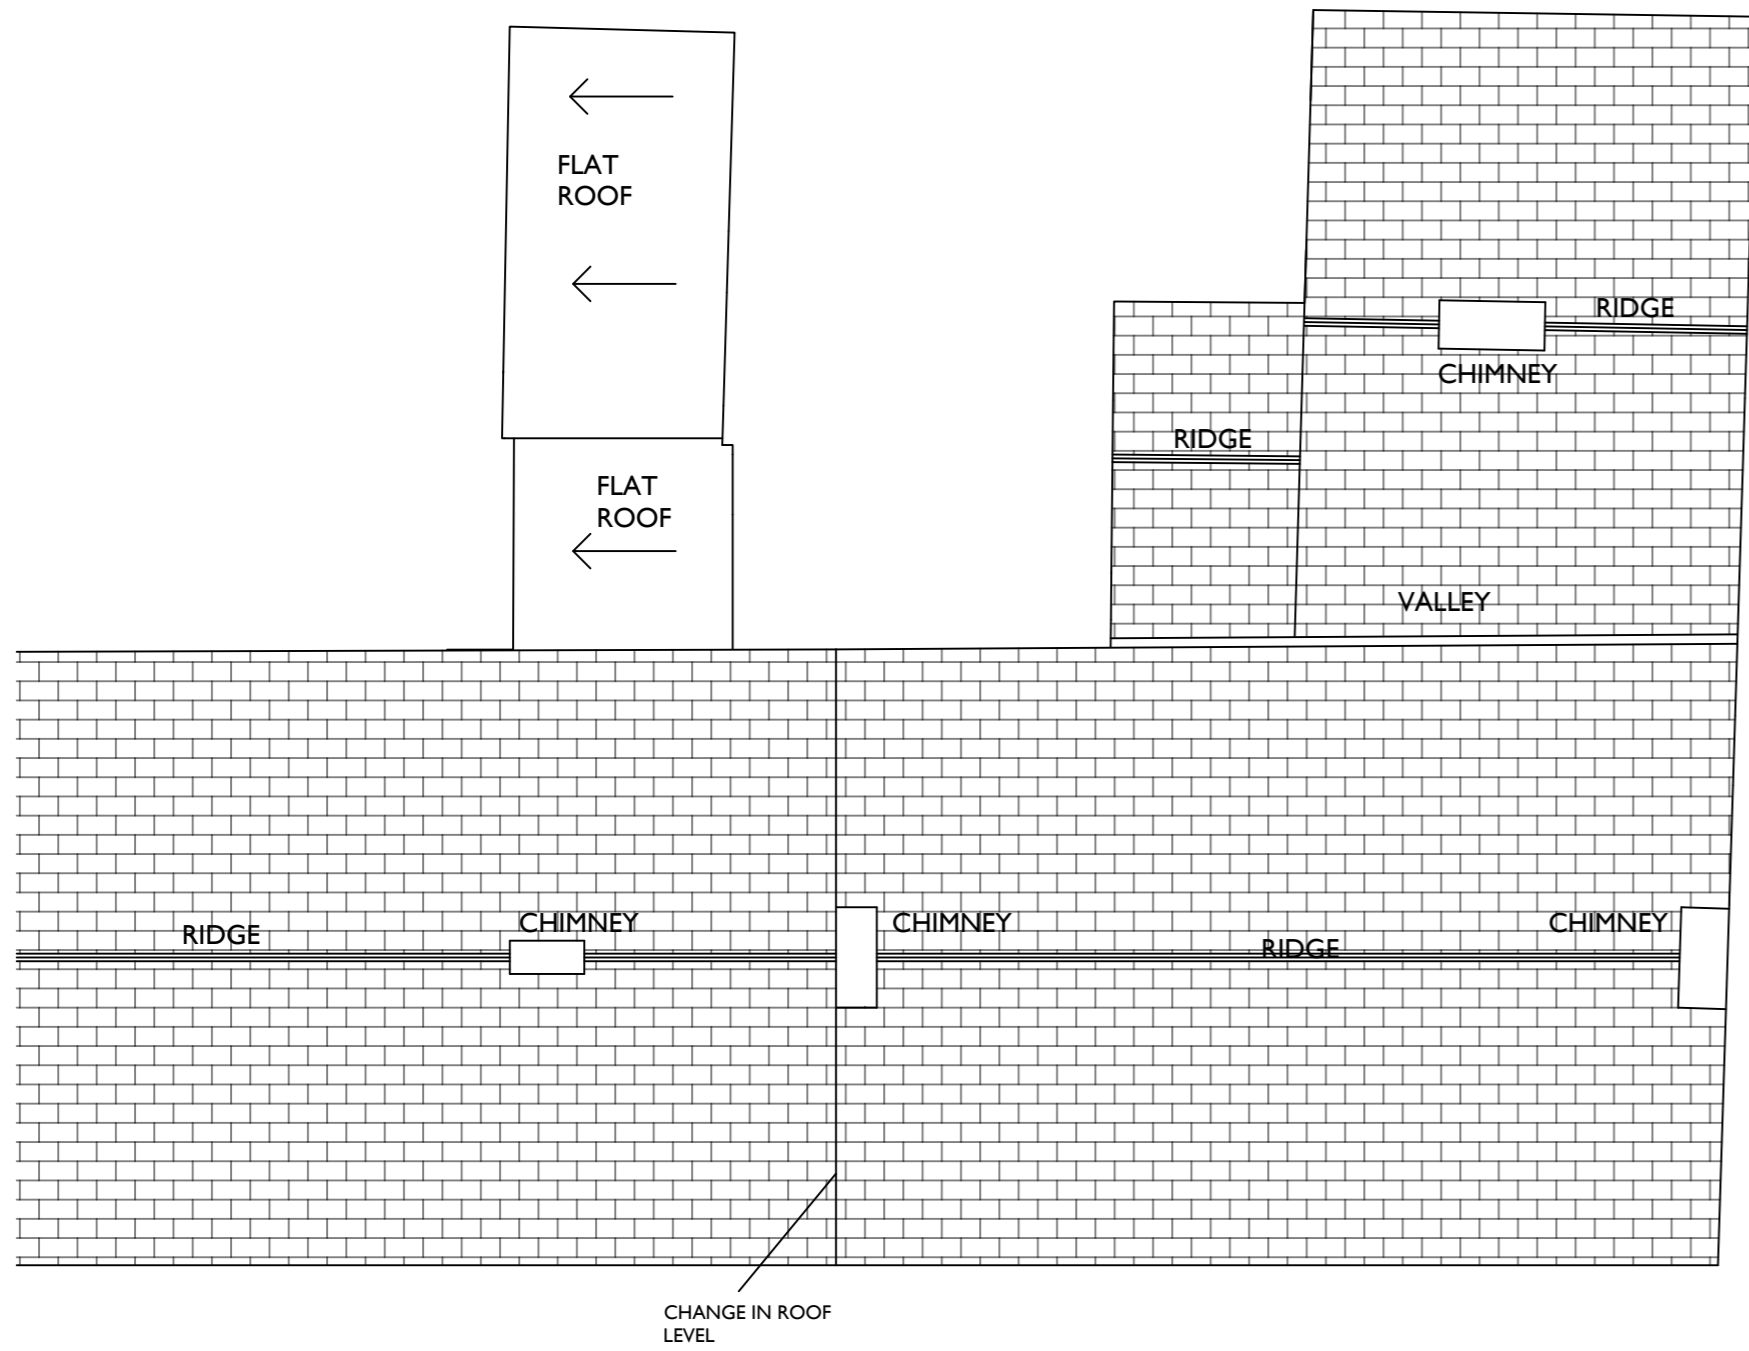 FLAT
ROOF
RIDGE
CHIMNEY
RIDGE
FLAT
ROOF
VALLEY
RIDGE
CHIMNEY
CHIMNEY
RIDGE
CHIMNEY
CHANGE IN ROOF
LEVEL